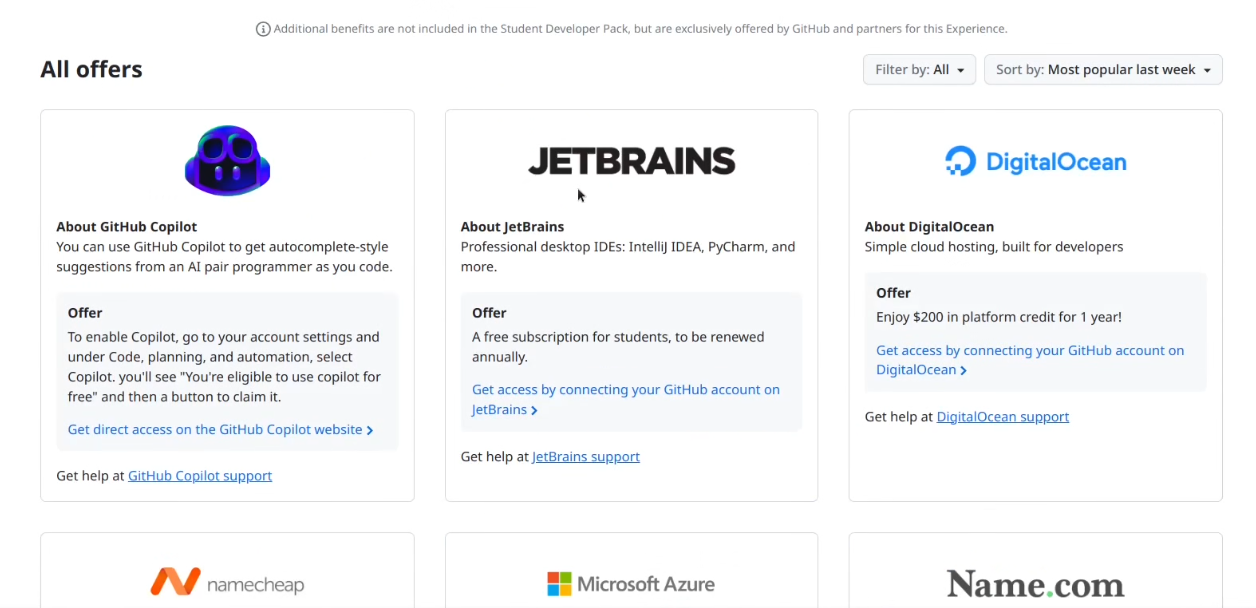 Additional benefits are not included in the Student Developer Pack, but are exclusively offered by GitHub and partners for this Experience.
All offers
Filter by: All
Sort by: Most popular last week
About GitHub Copilot
You can use GitHub Copilot to get autocomplete-style
suggestions from an AI pair programmer as you code.
Offer
To enable Copilot, go to your account settings and
under Code, planning, and automation, select
Copilot. you'll see "You're eligible to use copilot for
free" and then a button to claim it.
Get direct access on the GitHub Copilot website
Get help at GitHub Copilot support
JETBRAINS
About JetBrains
Professional desktop IDEs: IntelliJ IDEA, PyCharm, and
more.
Offer
A free subscription for students, to be renewed
annually.
Get access by connecting your GitHub account on
JetBrains
Get help at JetBrains support
DigitalOcean
About DigitalOcean
Simple cloud hosting, built for developers
Offer
Enjoy $200 in platform credit for 1 year!
Get access by connecting your GitHub account on
DigitalOcean
Get help at DigitalOcean support
namecheap
Microsoft Azure
Name.com